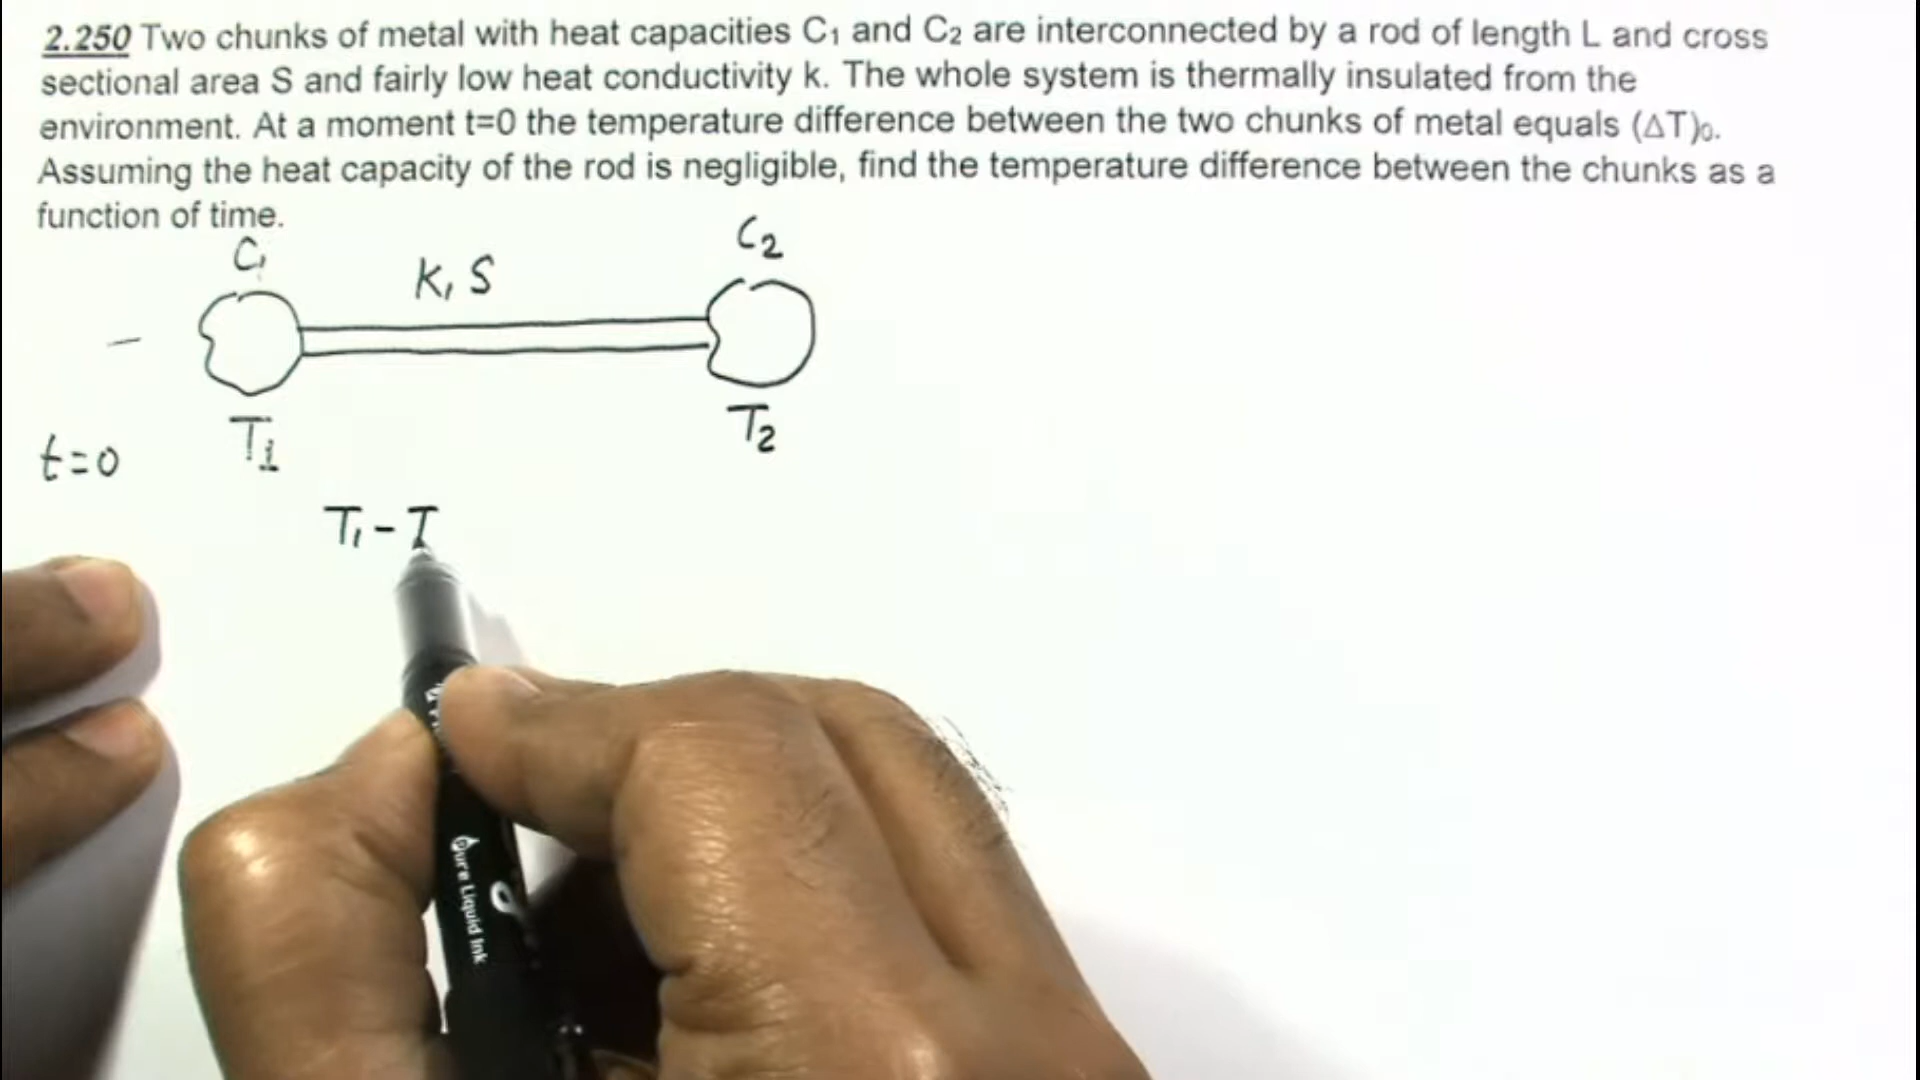 2.250 Two chunks of metal with heat capacities C₁ and C₂ are interconnected by a rod of length L and cross
sectional area S and fairly low heat conductivity k. The whole system is thermally insulated from the
environment. At a moment t=0 the temperature difference between the two chunks of metal equals (ΔT)₀.
Assuming the heat capacity of the rod is negligible, find the temperature difference between the chunks as a
function of time.
C₁ K, S C₂
t=0 T₁ T₂
T₁ - T
Pure Liquid Ink